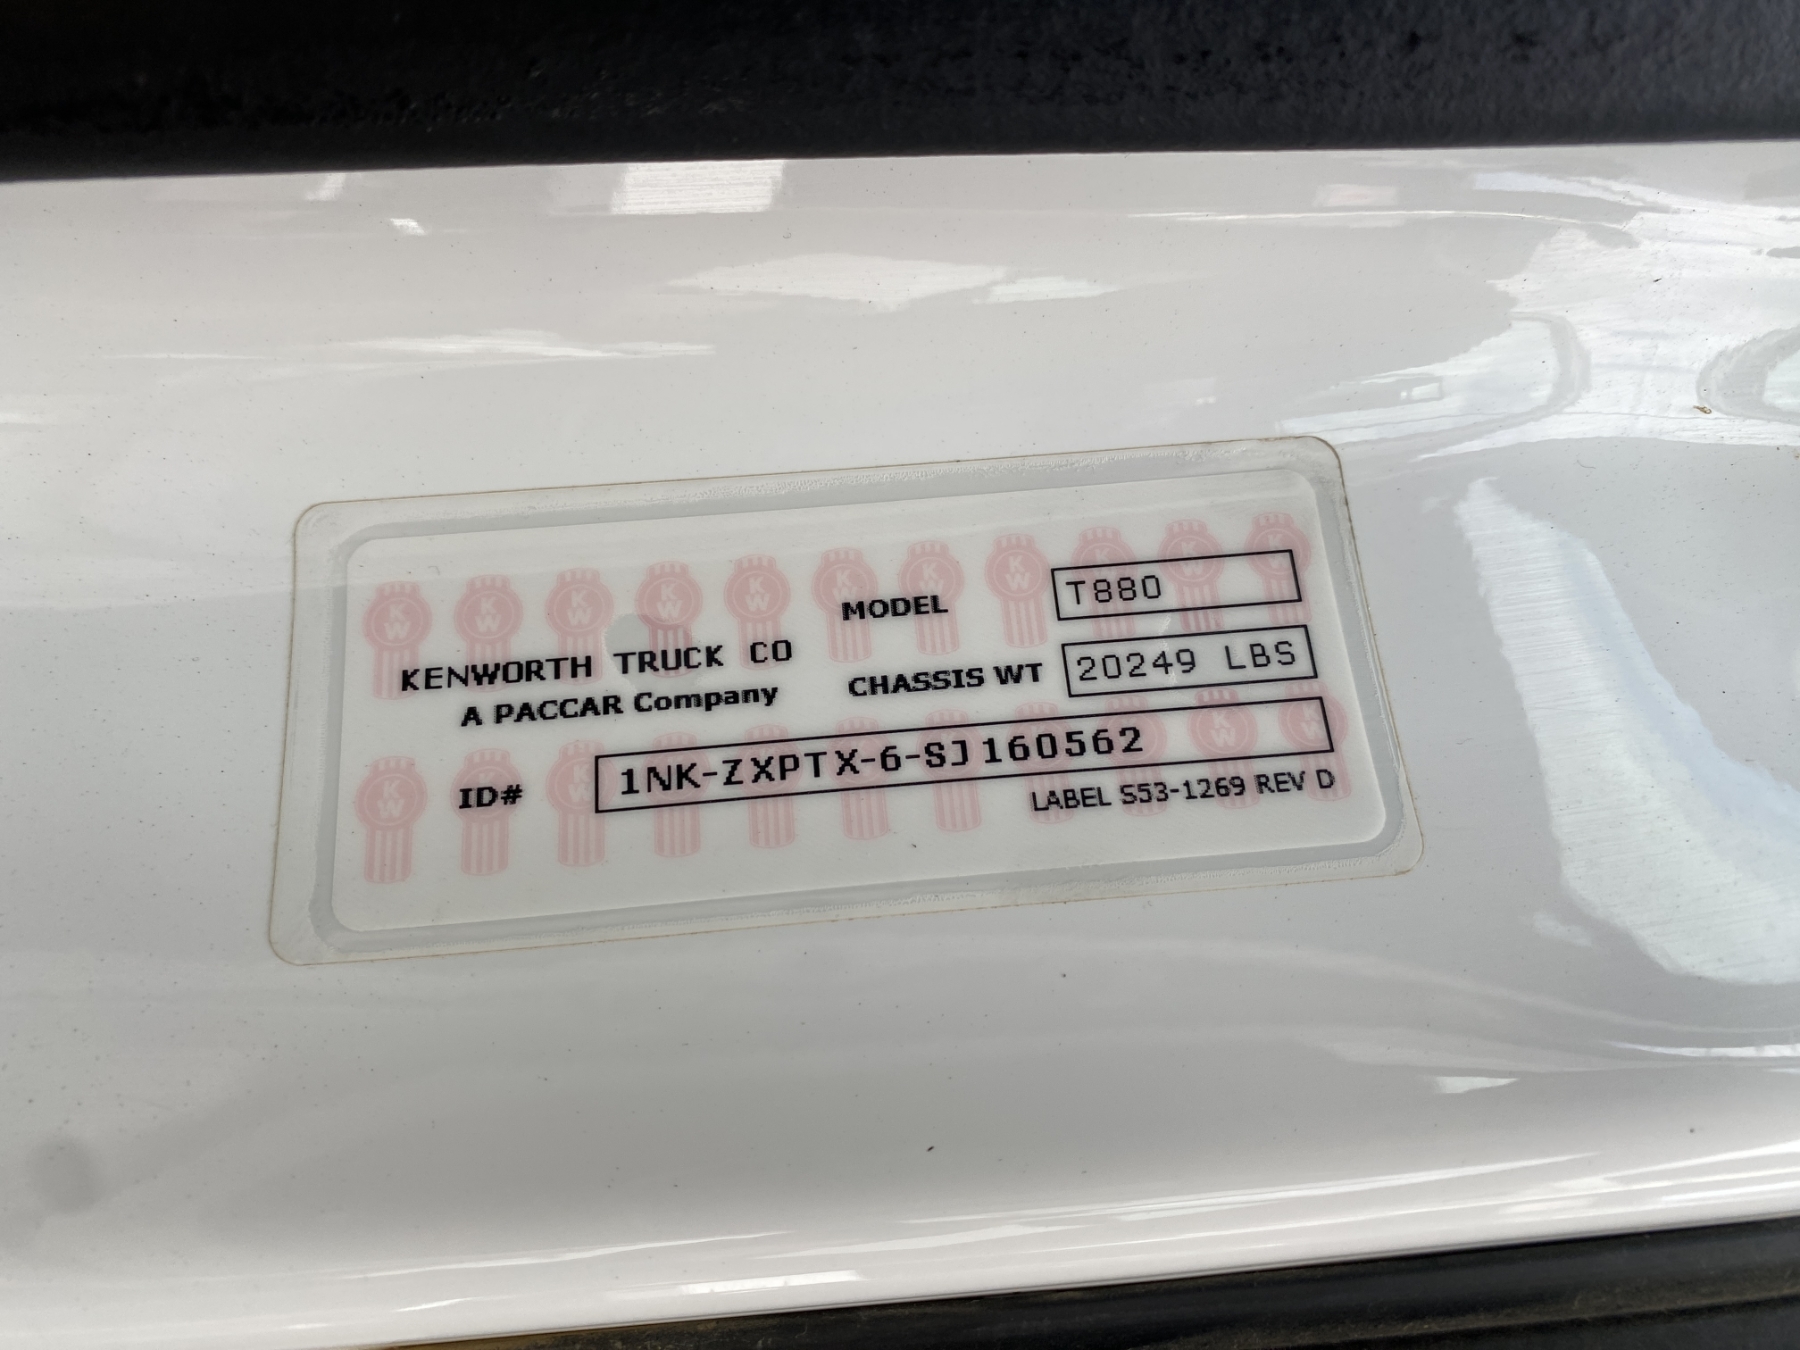 MODEL T880
KENWORTH TRUCK CO
A PACCAR Company
CHASSIS WT 20249 LBS
ID# 1NK-ZXPTX-6-SJ160562
LABEL S53-1269 REV D